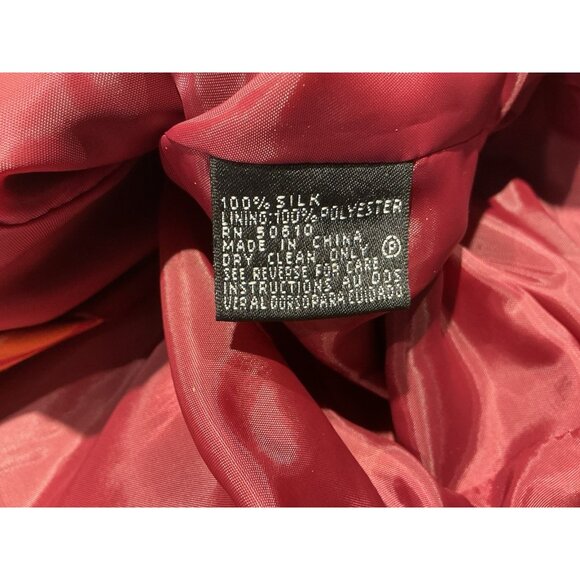 100% SILK
LINING:100% POLYESTER
RN 50610
MADE IN CHINA
DRY CLEAN ONLY Ⓟ
SEE REVERSE FOR CARE
INSTRUCTIONS AU DOS
VER AL DORSO PARA CUIDADO